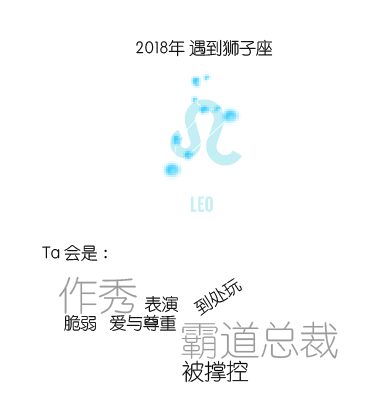 2018年 遇到狮子座
LEO
Ta 会是：
作秀
表演
到处玩
脆弱 爱与尊重
霸道总裁
被撑控